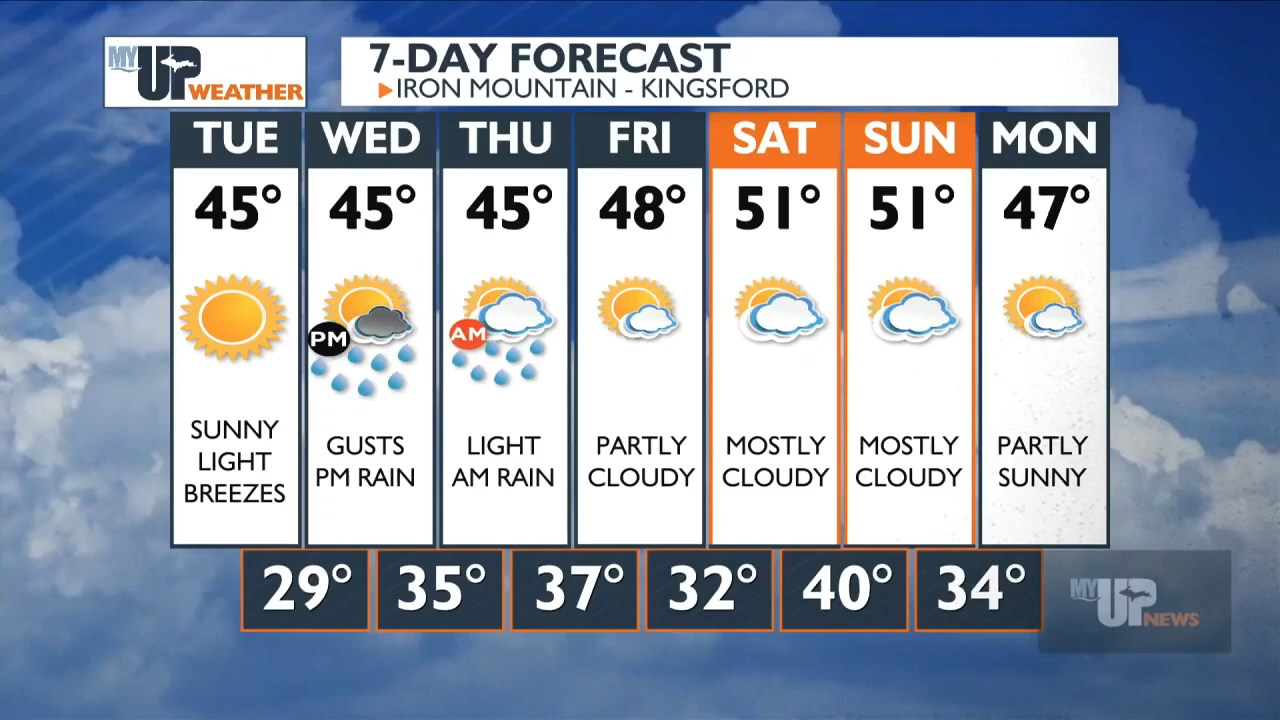 MY
UP
WEATHER
7-DAY FORECAST
IRON MOUNTAIN - KINGSFORD
TUE WED THU FRI SAT SUN MON
45° 45° 45° 48° 51° 51° 47°
PM AM
SUNNY
LIGHT
BREEZES
GUSTS
PM RAIN
LIGHT
AM RAIN
PARTLY
CLOUDY
MOSTLY
CLOUDY
MOSTLY
CLOUDY
PARTLY
SUNNY
29° 35° 37° 32° 40° 34°
MY
UP
NEWS